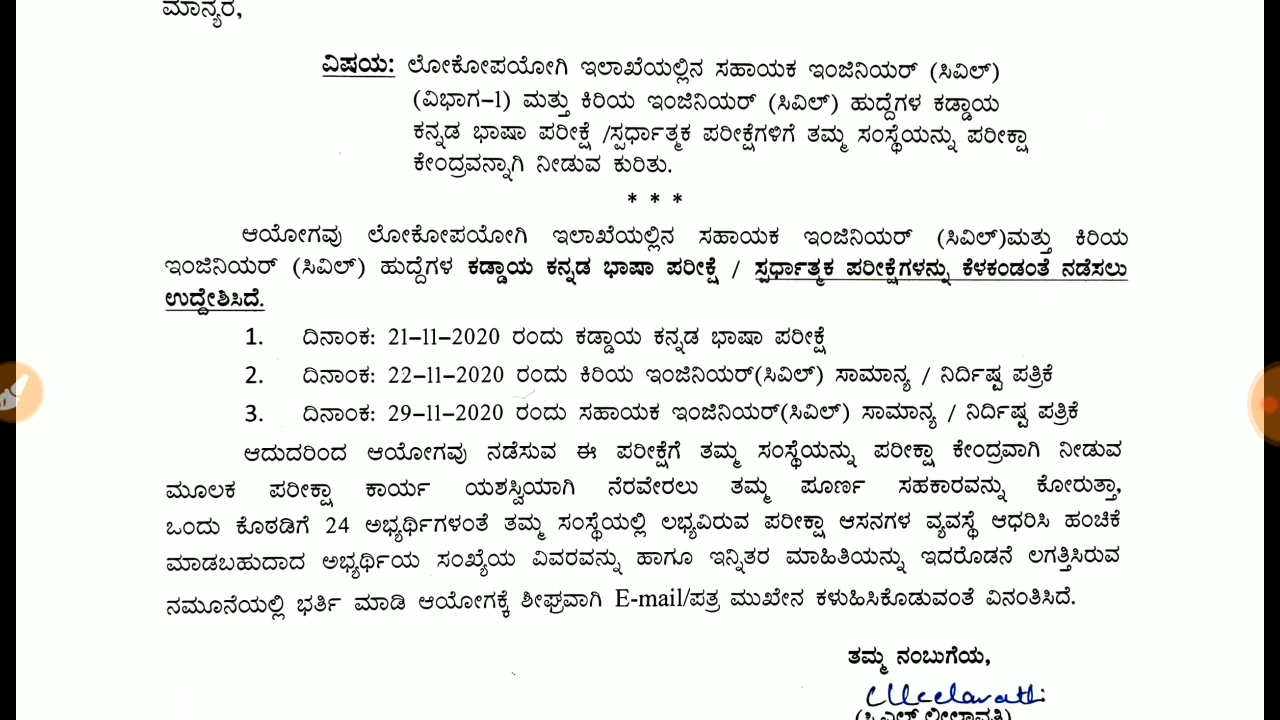 ಮಾನ್ಯರೆ,
ವಿಷಯ: ಲೋಕೋಪಯೋಗಿ ಇಲಾಖೆಯಲ್ಲಿನ ಸಹಾಯಕ ಇಂಜಿನಿಯರ್ (ಸಿವಿಲ್)
(ವಿಭಾಗ-1) ಮತ್ತು ಕಿರಿಯ ಇಂಜಿನಿಯರ್ (ಸಿವಿಲ್) ಹುದ್ದೆಗಳ ಕಡ್ಡಾಯ
ಕನ್ನಡ ಭಾಷಾ ಪರೀಕ್ಷೆ /ಸ್ಪರ್ಧಾತ್ಮಕ ಪರೀಕ್ಷೆಗಳಿಗೆ ತಮ್ಮ ಸಂಸ್ಥೆಯನ್ನು ಪರೀಕ್ಷಾ
ಕೇಂದ್ರವನ್ನಾಗಿ ನೀಡುವ ಕುರಿತು.
* * *
ಆಯೋಗವು ಲೋಕೋಪಯೋಗಿ ಇಲಾಖೆಯಲ್ಲಿನ ಸಹಾಯಕ ಇಂಜಿನಿಯರ್ (ಸಿವಿಲ್)ಮತ್ತು ಕಿರಿಯ
ಇಂಜಿನಿಯರ್ (ಸಿವಿಲ್) ಹುದ್ದೆಗಳ ಕಡ್ಡಾಯ ಕನ್ನಡ ಭಾಷಾ ಪರೀಕ್ಷೆ / ಸ್ಪರ್ಧಾತ್ಮಕ ಪರೀಕ್ಷೆಗಳನ್ನು ಕೆಳಕಂಡಂತೆ ನಡೆಸಲು
ಉದ್ದೇಶಿಸಿದೆ.
1. ದಿನಾಂಕ: 21-11-2020 ರಂದು ಕಡ್ಡಾಯ ಕನ್ನಡ ಭಾಷಾ ಪರೀಕ್ಷೆ
2. ದಿನಾಂಕ: 22-11-2020 ರಂದು ಕಿರಿಯ ಇಂಜಿನಿಯರ್(ಸಿವಿಲ್) ಸಾಮಾನ್ಯ / ನಿರ್ದಿಷ್ಟ ಪತ್ರಿಕೆ
3. ದಿನಾಂಕ: 29-11-2020 ರಂದು ಸಹಾಯಕ ಇಂಜಿನಿಯರ್(ಸಿವಿಲ್) ಸಾಮಾನ್ಯ / ನಿರ್ದಿಷ್ಟ ಪತ್ರಿಕೆ
ಆದುದರಿಂದ ಆಯೋಗವು ನಡೆಸುವ ಈ ಪರೀಕ್ಷೆಗೆ ತಮ್ಮ ಸಂಸ್ಥೆಯನ್ನು ಪರೀಕ್ಷಾ ಕೇಂದ್ರವಾಗಿ ನೀಡುವ
ಮೂಲಕ ಪರೀಕ್ಷಾ ಕಾರ್ಯ ಯಶಸ್ವಿಯಾಗಿ ನೆರವೇರಲು ತಮ್ಮ ಪೂರ್ಣ ಸಹಕಾರವನ್ನು ಕೋರುತ್ತಾ,
ಒಂದು ಕೊಠಡಿಗೆ 24 ಅಭ್ಯರ್ಥಿಗಳಂತೆ ತಮ್ಮ ಸಂಸ್ಥೆಯಲ್ಲಿ ಲಭ್ಯವಿರುವ ಪರೀಕ್ಷಾ ಆಸನಗಳ ವ್ಯವಸ್ಥೆ ಆಧರಿಸಿ ಹಂಚಿಕೆ
ಮಾಡಬಹುದಾದ ಅಭ್ಯರ್ಥಿಯ ಸಂಖ್ಯೆಯ ವಿವರವನ್ನು ಹಾಗೂ ಇನ್ನಿತರ ಮಾಹಿತಿಯನ್ನು ಇದರೊಡನೆ ಲಗತ್ತಿಸಿರುವ
ನಮೂನೆಯಲ್ಲಿ ಭರ್ತಿ ಮಾಡಿ ಆಯೋಗಕ್ಕೆ ಶೀಘ್ರವಾಗಿ E-mail/ಪತ್ರ ಮುಖೇನ ಕಳುಹಿಸಿಕೊಡುವಂತೆ ವಿನಂತಿಸಿದೆ.
ತಮ್ಮ ನಂಬುಗೆಯ,